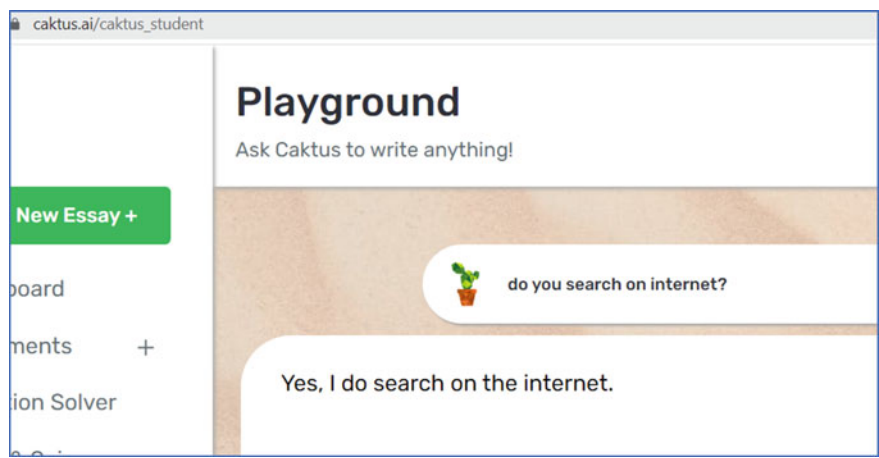 caktus.ai/caktus_student
Playground
Ask Caktus to write anything!
New Essay +
do you search on internet?
Yes, I do search on the internet.
board
ments +
ion Solver